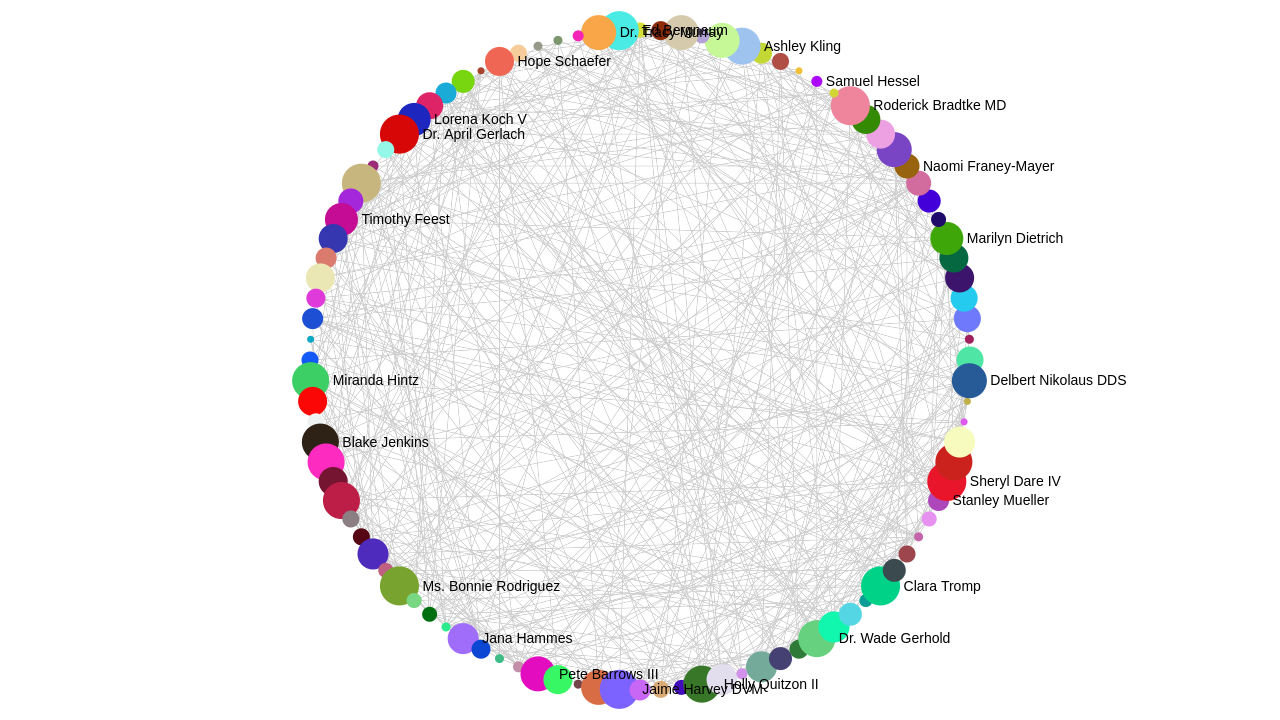 Dr. Tracy Murray
Ed Bergnaum
Ashley Kling
Hope Schaefer
Samuel Hessel
Roderick Bradtke MD
Lorena Koch V
Dr. April Gerlach
Naomi Franey-Mayer
Timothy Feest
Marilyn Dietrich
Miranda Hintz
Delbert Nikolaus DDS
Blake Jenkins
Sheryl Dare IV
Stanley Mueller
Ms. Bonnie Rodriguez
Clara Tromp
Jana Hammes
Dr. Wade Gerhold
Pete Barrows III
Holly Quitzon II
Jaime Harvey DVM